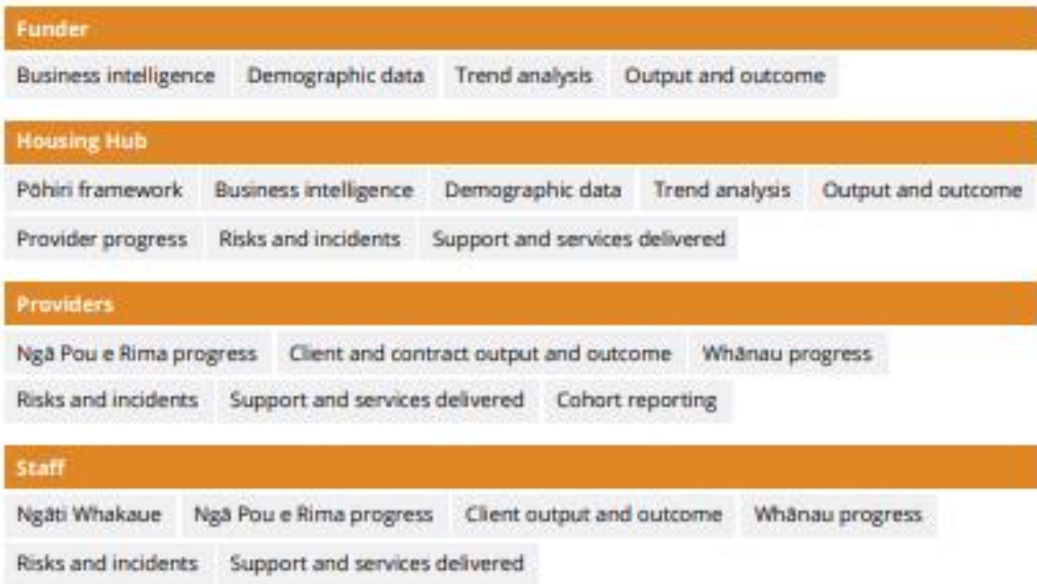 Funder
Business intelligence Demographic data Trend analysis Output and outcome
Housing Hub
Pōhiri framework Business intelligence Demographic data Trend analysis Output and outcome
Provider progress Risks and incidents Support and services delivered
Providers
Ngā Pou e Rima progress Client and contract output and outcome Whānau progress
Risks and incidents Support and services delivered Cohort reporting
Staff
Ngāti Whakaue Ngā Pou e Rima progress Client output and outcome Whānau progress
Risks and incidents Support and services delivered